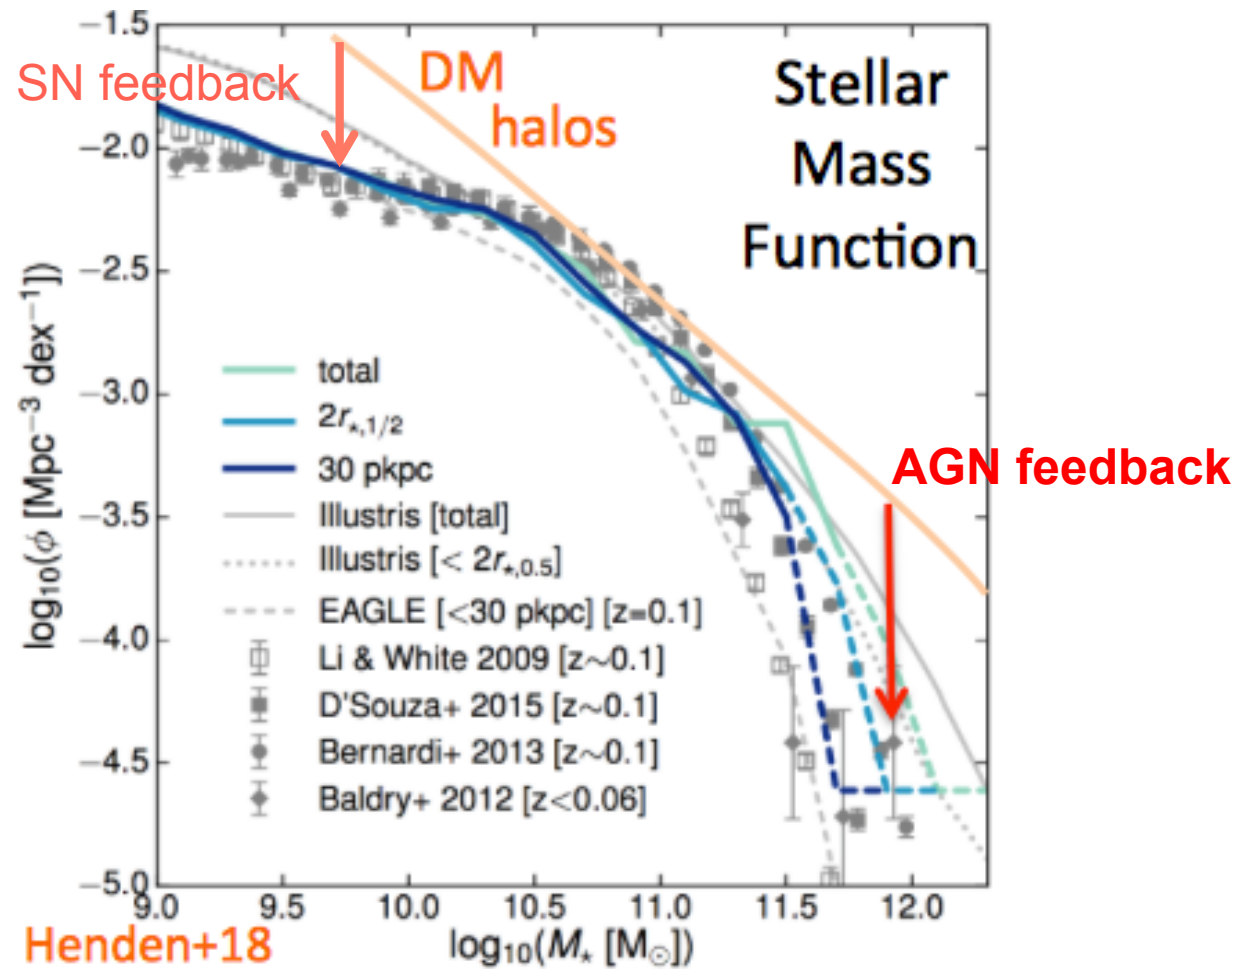 SN feedback
DM
halos
Stellar
Mass
Function
AGN feedback
total
2r⋆,1/2
30 pkpc
Illustris [total]
Illustris [< 2r⋆,0.5]
EAGLE [<30 pkpc] [z=0.1]
Li & White 2009 [z~0.1]
D'Souza+ 2015 [z~0.1]
Bernardi+ 2013 [z~0.1]
Baldry+ 2012 [z<0.06]
log10(ϕ [Mpc−3 dex−1])
−1.5
−2.0
−2.5
−3.0
−3.5
−4.0
−4.5
−5.0
9.0 9.5 10.0 10.5 11.0 11.5 12.0
log10(M⋆ [M⊙])
Henden+18